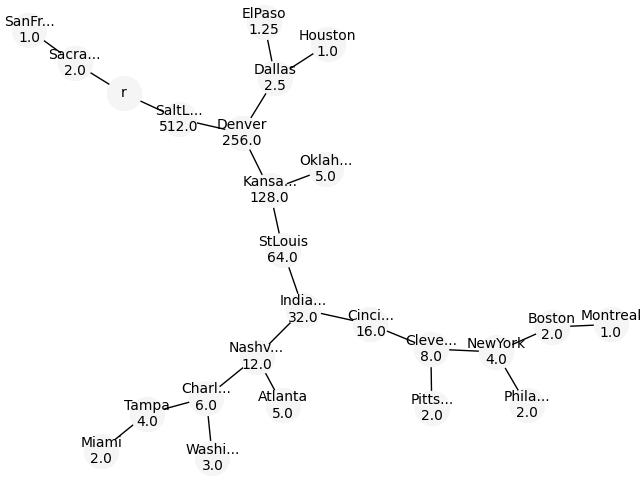 SanFr...
1.0
ElPaso
1.25
Houston
1.0
Sacra...
2.0
Dallas
2.5
r
SaltL...
512.0
Denver
256.0
Oklah...
5.0
Kansa...
128.0
StLouis
64.0
India...
32.0
Cinci...
16.0
Boston
2.0
Montreal
1.0
Cleve...
8.0
NewYork
4.0
Nashv...
12.0
Charl...
6.0
Atlanta
5.0
Pitts...
2.0
Phila...
2.0
Tampa
4.0
Miami
2.0
Washi...
3.0